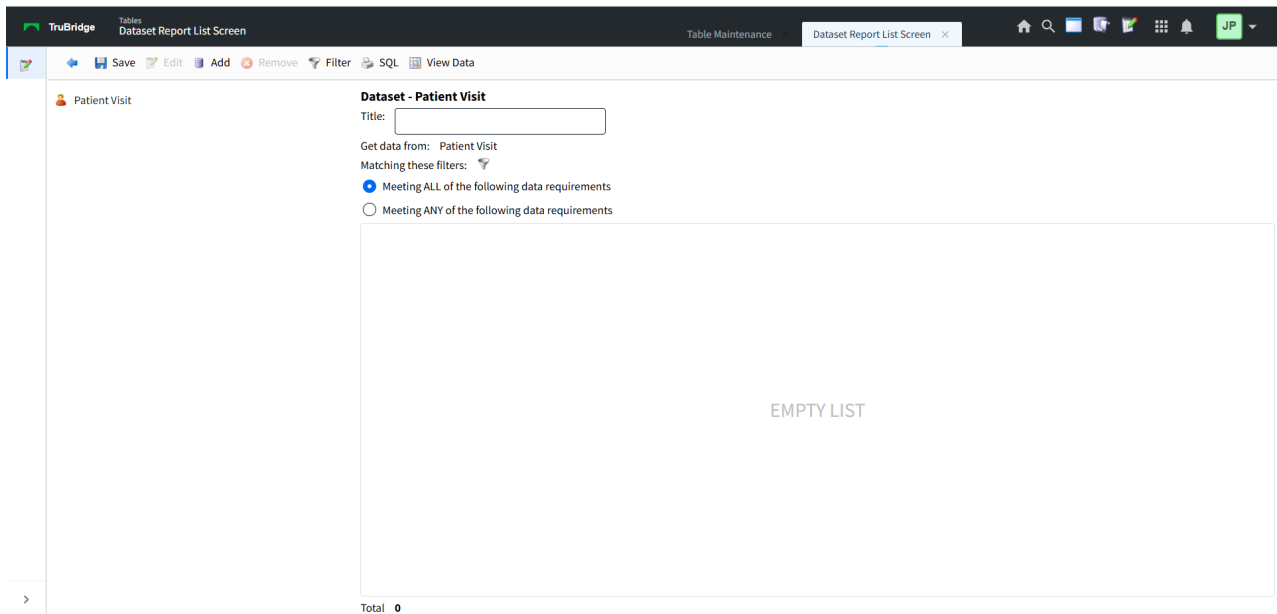 TruBridge
Tables
Dataset Report List Screen
Table Maintenance
Dataset Report List Screen
JP
Save Edit Add Remove Filter SQL View Data
Patient Visit
Dataset - Patient Visit
Title:
Get data from: Patient Visit
Matching these filters:
Meeting ALL of the following data requirements
Meeting ANY of the following data requirements
EMPTY LIST
Total 0